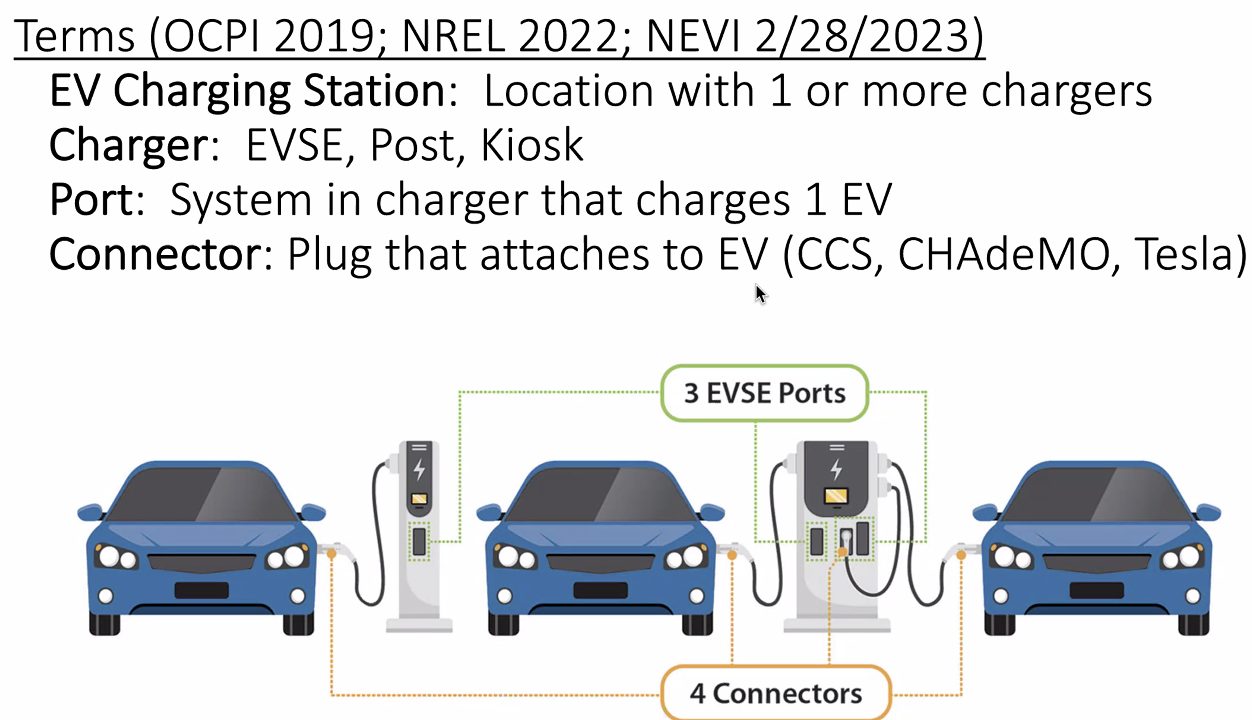 Terms (OCPI 2019; NREL 2022; NEVI 2/28/2023)
EV Charging Station:  Location with 1 or more chargers
Charger:  EVSE, Post, Kiosk
Port:  System in charger that charges 1 EV
Connector: Plug that attaches to EV (CCS, CHAdeMO, Tesla)
3 EVSE Ports
4 Connectors